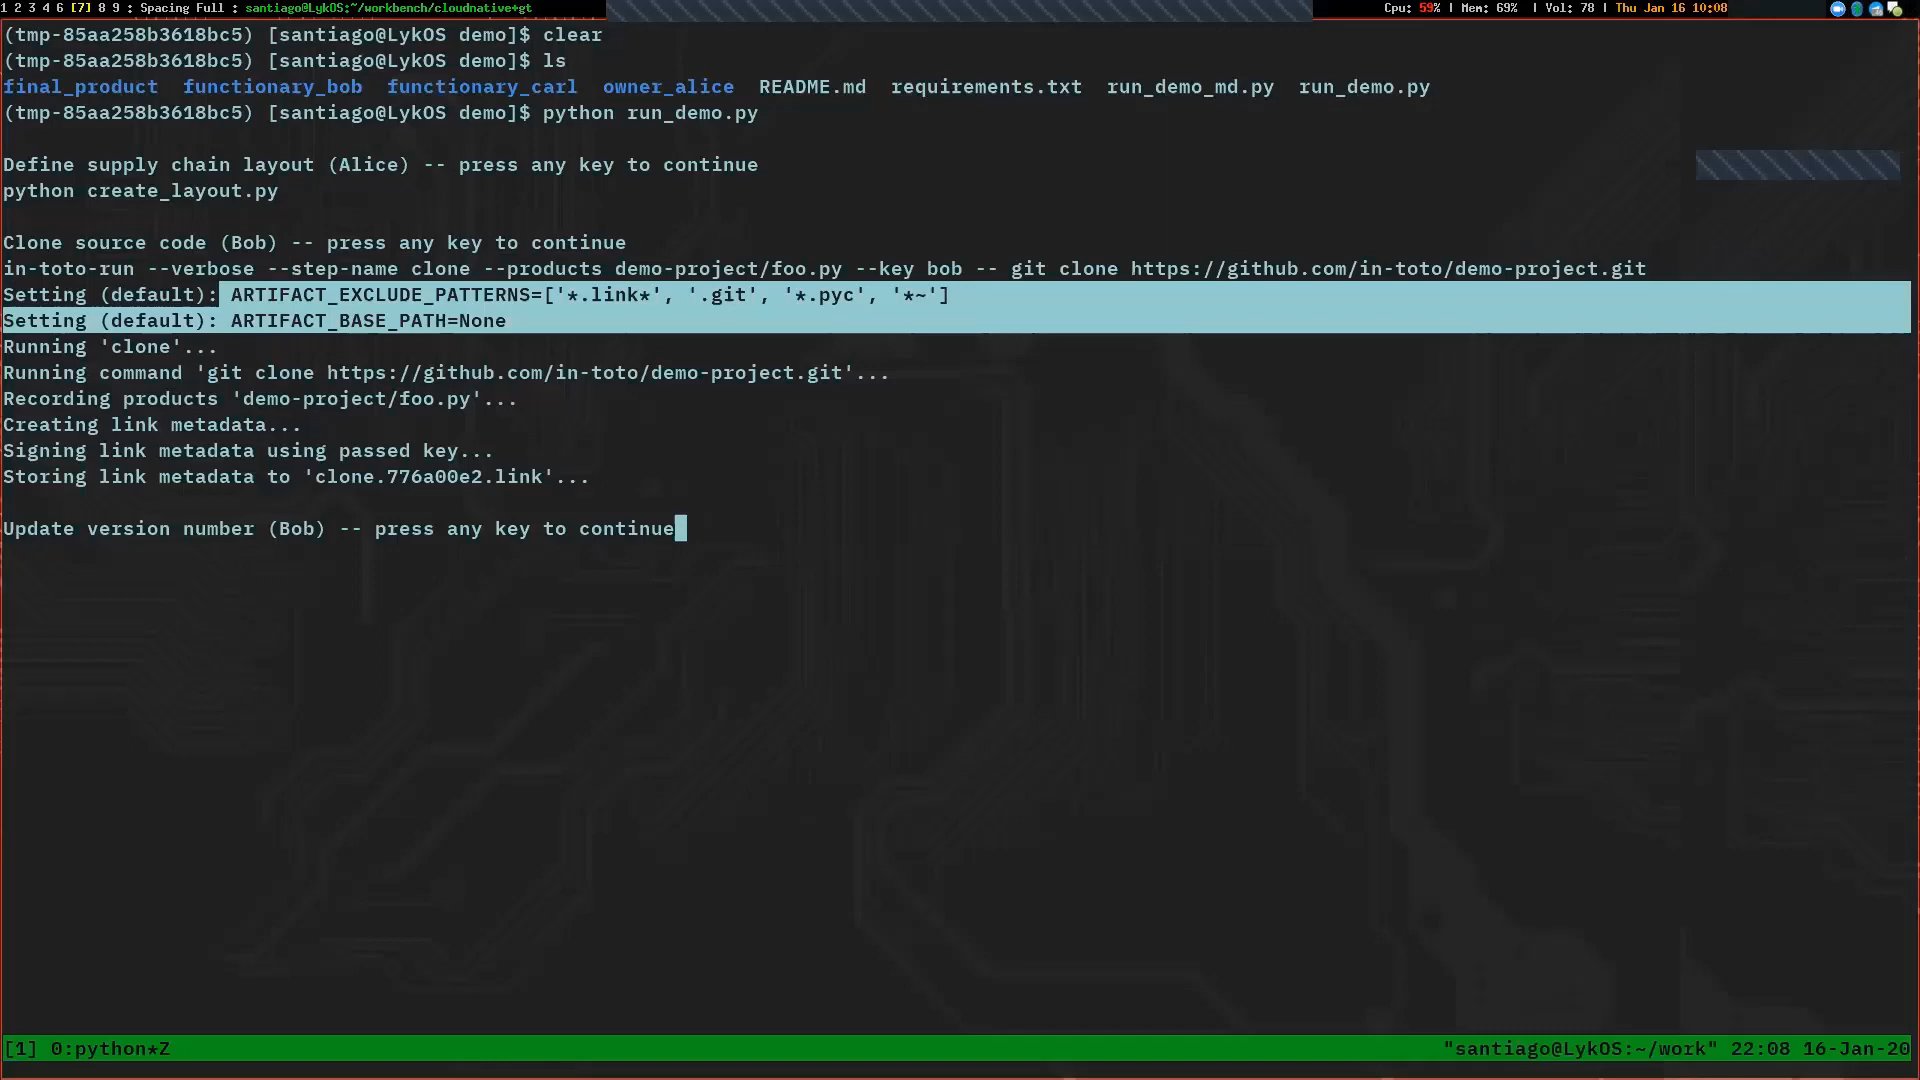 1 2 3 4 6 [7] 8 9 : Spacing Full : santiago@LykOS:~/workbench/cloudnative+gt
Cpu: 59% | Mem: 69% | Vol: 78 | Thu Jan 16 10:08
(tmp-85aa258b3618bc5) [santiago@LykOS demo]$ clear
(tmp-85aa258b3618bc5) [santiago@LykOS demo]$ ls
final_product functionary_bob functionary_carl owner_alice README.md requirements.txt run_demo_md.py run_demo.py
(tmp-85aa258b3618bc5) [santiago@LykOS demo]$ python run_demo.py
Define supply chain layout (Alice) -- press any key to continue
python create_layout.py
Clone source code (Bob) -- press any key to continue
in-toto-run --verbose --step-name clone --products demo-project/foo.py --key bob -- git clone https://github.com/in-toto/demo-project.git
Setting (default): ARTIFACT_EXCLUDE_PATTERNS=['*.link*', '.git', '*.pyc', '*~']
Setting (default): ARTIFACT_BASE_PATH=None
Running 'clone'...
Running command 'git clone https://github.com/in-toto/demo-project.git'...
Recording products 'demo-project/foo.py'...
Creating link metadata...
Signing link metadata using passed key...
Storing link metadata to 'clone.776a00e2.link'...
Update version number (Bob) -- press any key to continue
[1] 0:python*Z
"santiago@LykOS:~/work" 22:08 16-Jan-20